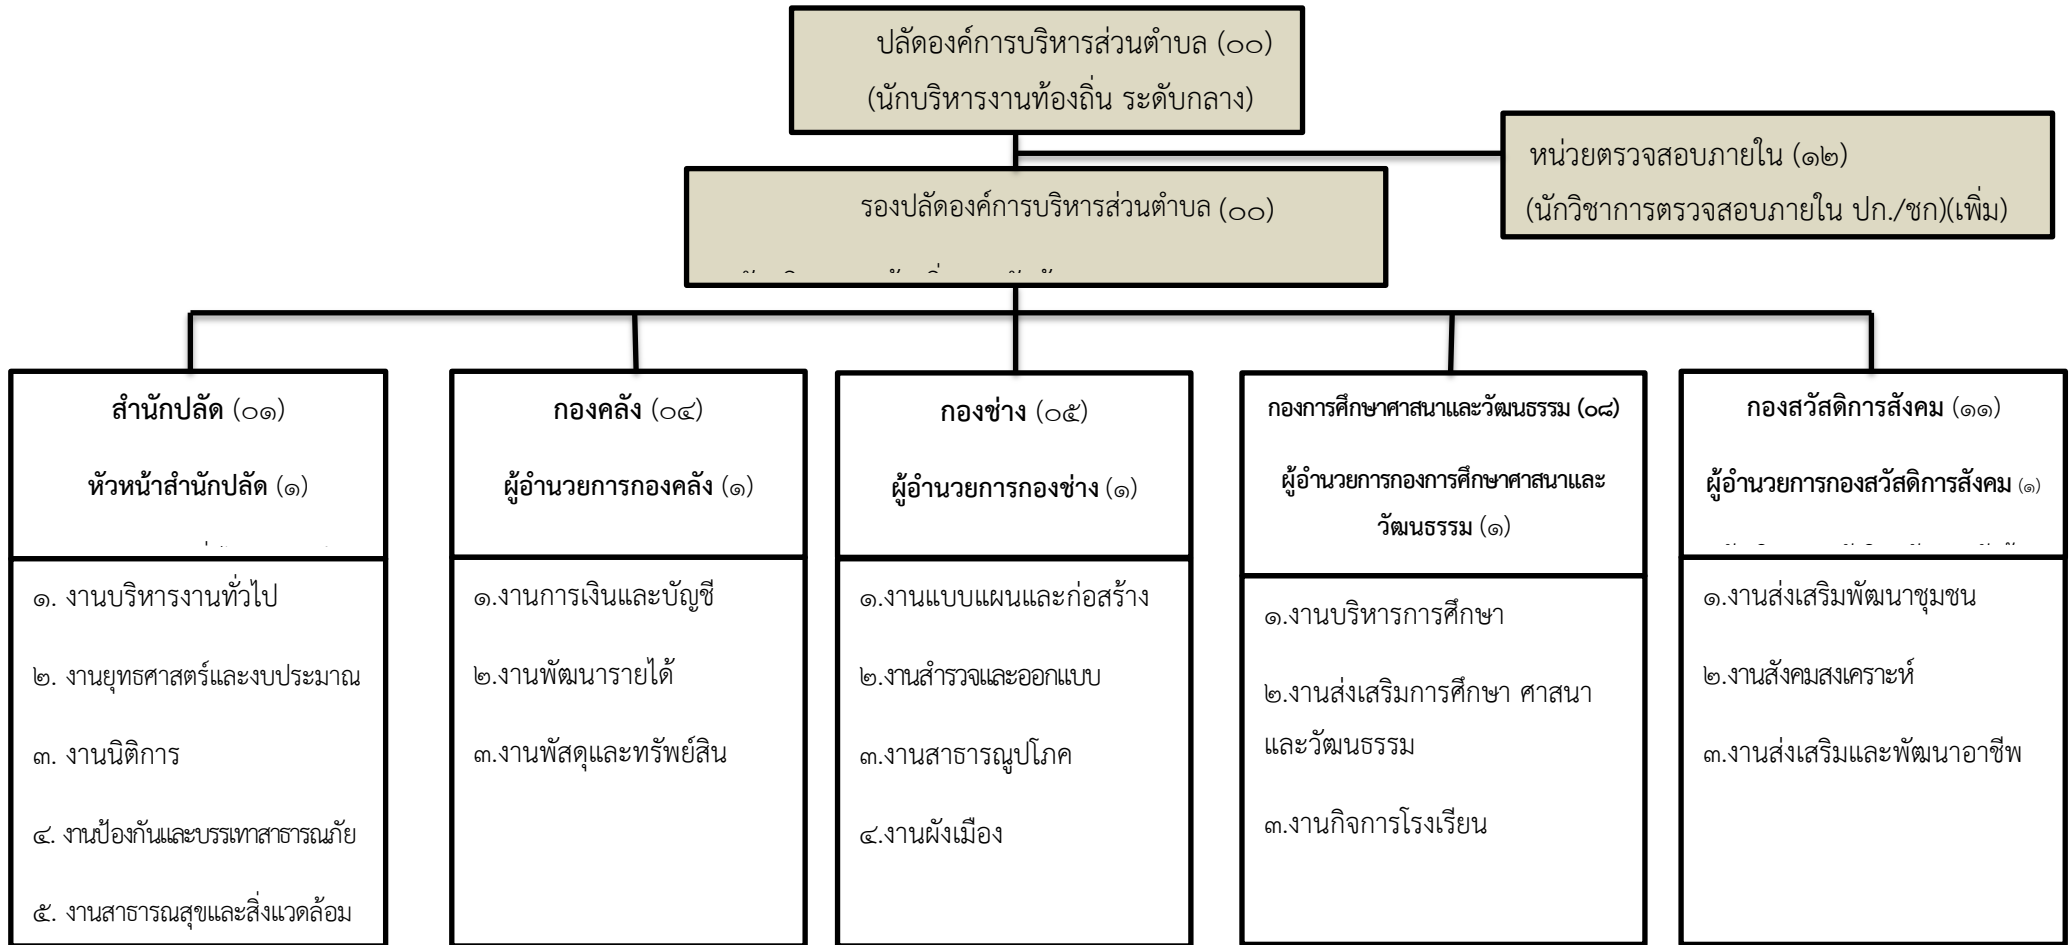 ปลัดองค์การบริหารส่วนตำบล (๐๐)
(นักบริหารงานท้องถิ่น ระดับกลาง)
หน่วยตรวจสอบภายใน (๑๒)
(นักวิชาการตรวจสอบภายใน ปก./ชก)(เพิ่ม)
รองปลัดองค์การบริหารส่วนตำบล (๐๐)
สำนักปลัด (๐๑)
หัวหน้าสำนักปลัด (๑)
๑. งานบริหารงานทั่วไป
๒. งานยุทธศาสตร์และงบประมาณ
๓. งานนิติการ
๔. งานป้องกันและบรรเทาสาธารณภัย
๕. งานสาธารณสุขและสิ่งแวดล้อม
กองคลัง (๐๔)
ผู้อำนวยการกองคลัง (๑)
๑.งานการเงินและบัญชี
๒.งานพัฒนารายได้
๓.งานพัสดุและทรัพย์สิน
กองช่าง (๐๕)
ผู้อำนวยการกองช่าง (๑)
๑.งานแบบแผนและก่อสร้าง
๒.งานสำรวจและออกแบบ
๓.งานสาธารณูปโภค
๔.งานผังเมือง
กองการศึกษาศาสนาและวัฒนธรรม (๐๘)
ผู้อำนวยการกองการศึกษาศาสนาและ
วัฒนธรรม (๑)
๑.งานบริหารการศึกษา
๒.งานส่งเสริมการศึกษา ศาสนา
และวัฒนธรรม
๓.งานกิจการโรงเรียน
กองสวัสดิการสังคม (๑๑)
ผู้อำนวยการกองสวัสดิการสังคม (๑)
๑.งานส่งเสริมพัฒนาชุมชน
๒.งานสังคมสงเคราะห์
๓.งานส่งเสริมและพัฒนาอาชีพ